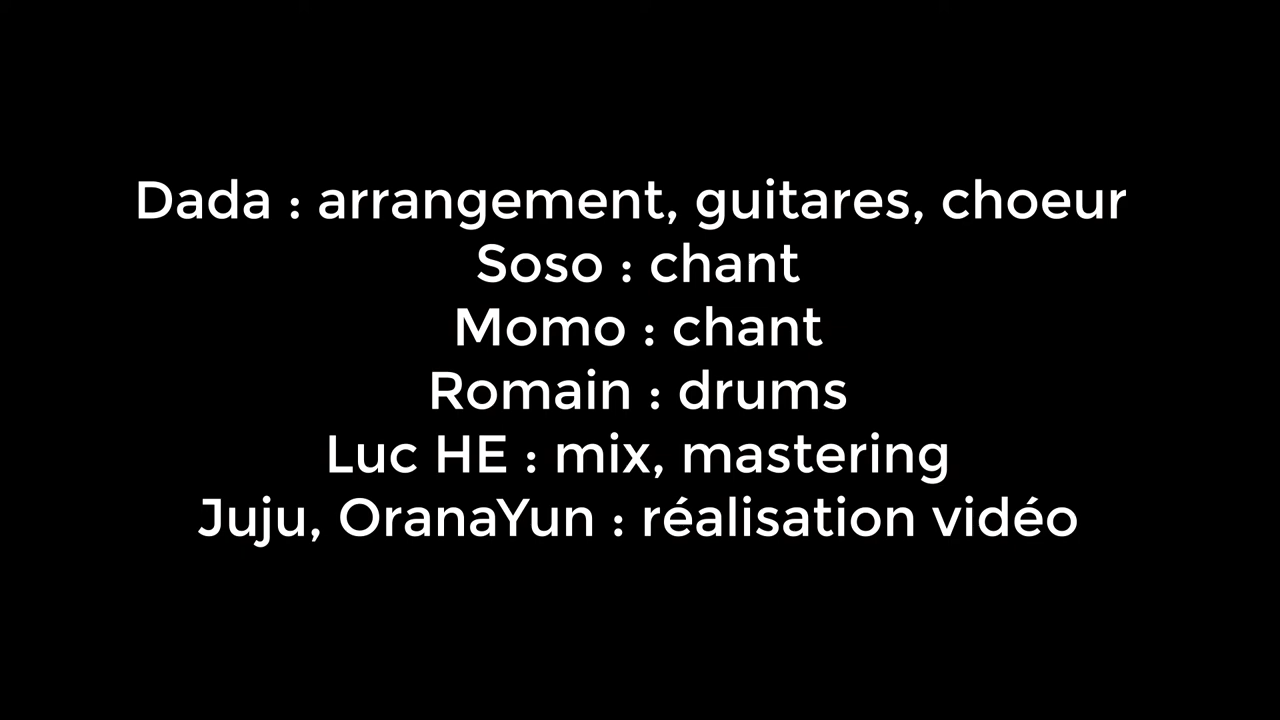 Dada : arrangement, guitares, choeur
Soso : chant
Momo : chant
Romain : drums
Luc HE : mix, mastering
Juju, OranaYun : réalisation vidéo